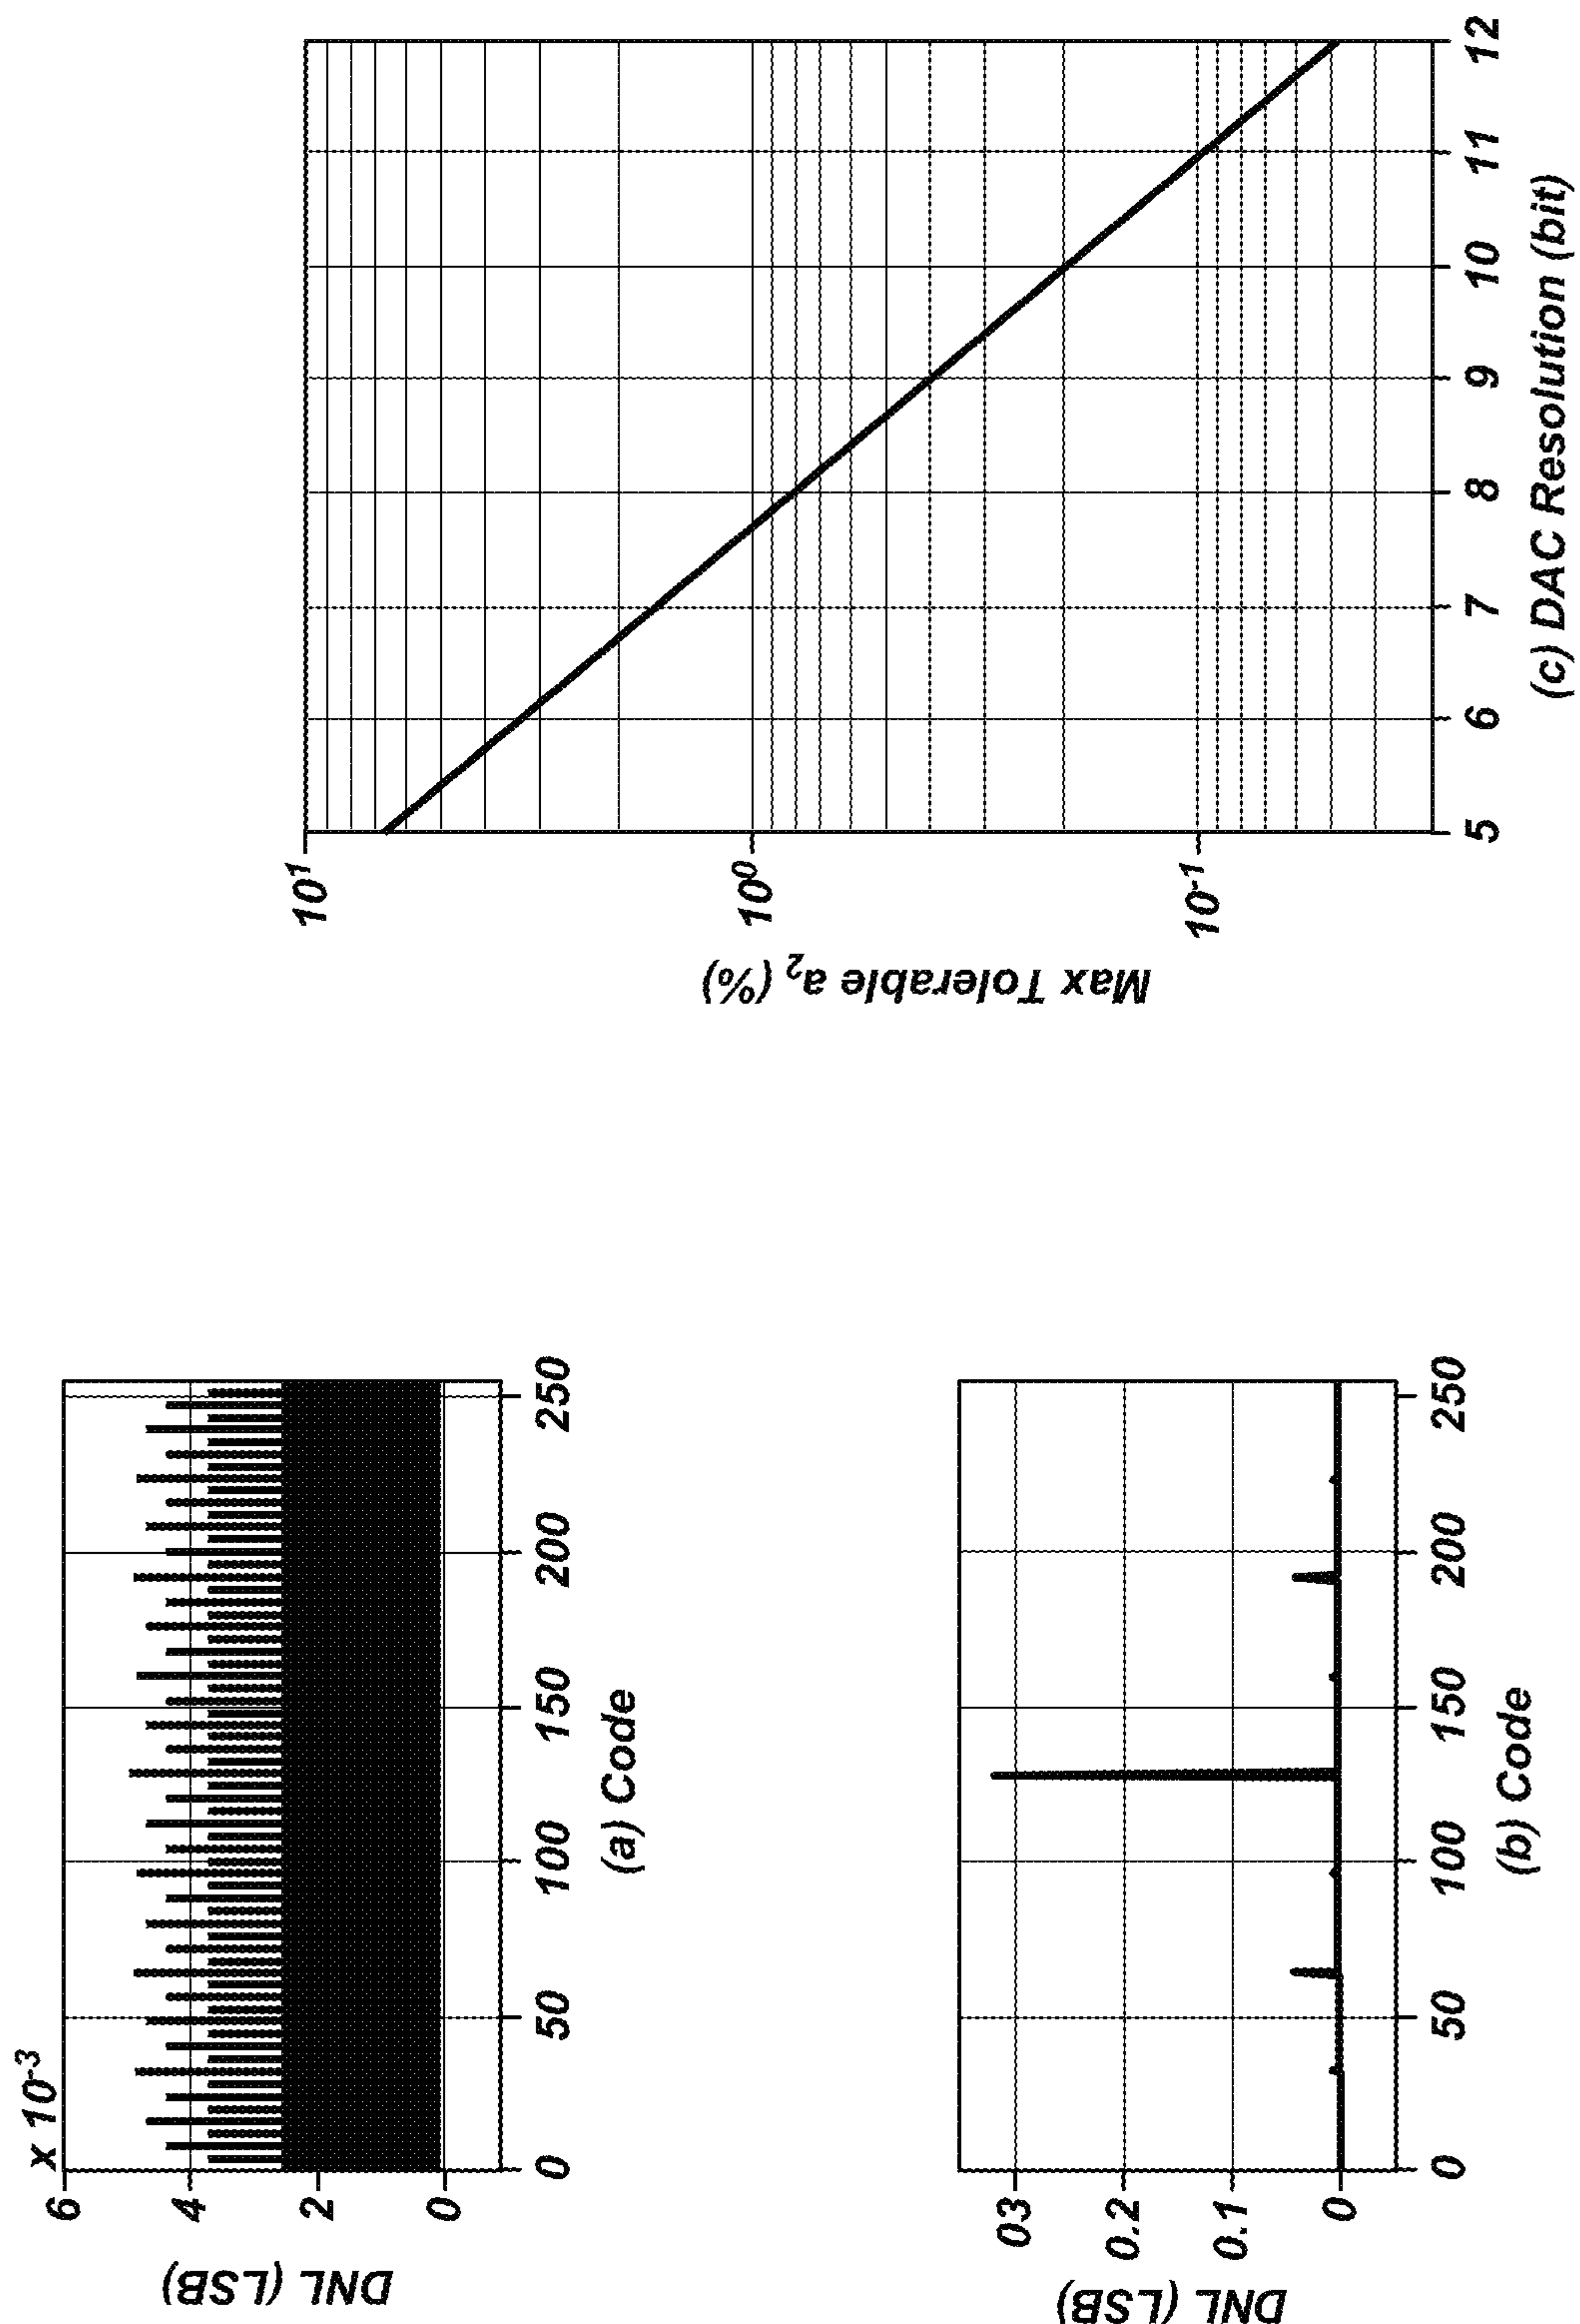 x 10-3
6
4
2
0
DNL (LSB)
0 50 100 150 200 250
(a) Code
03
0.2
0.1
0
DNL (LSB)
0 50 100 150 200 250
(b) Code
10¹
10⁰
10-1
Max Tolerable a₂ (%)
5 6 7 8 9 10 11 12
(c) DAC Resolution (bit)